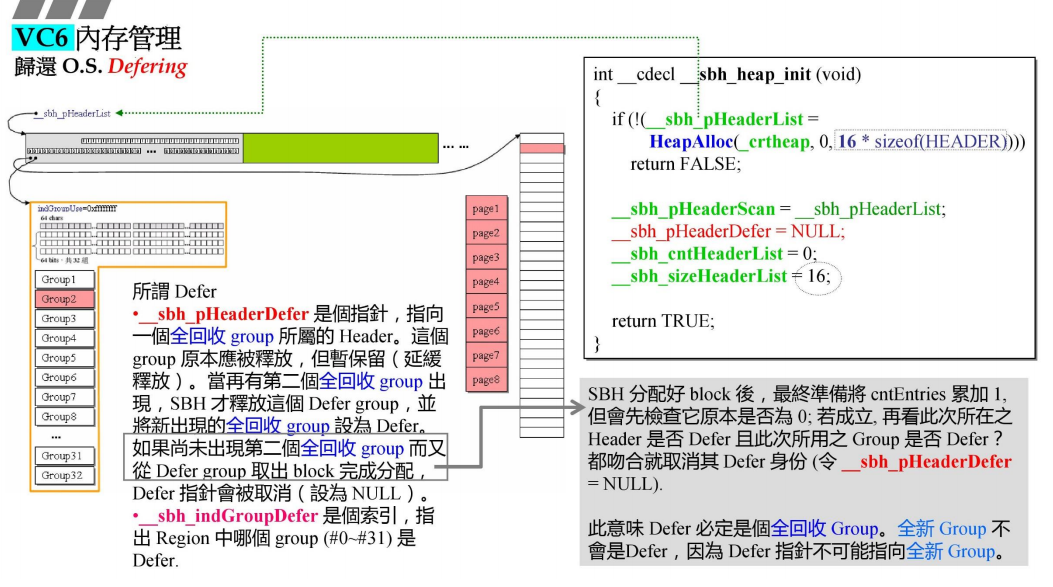 VC6 內存管理
歸還 O.S. Defering
_sbh_pHeaderList
... ...
indGroupUse=0xffffffff
64 chars
64 bits,共 32 組
Group1
Group2
Group3
Group4
Group5
Group6
Group7
Group8
...
Group31
Group32
page1
page2
page3
page4
page5
page6
page7
page8
所謂 Defer
•__sbh_pHeaderDefer 是個指針,指向
一個全回收 group 所屬的 Header。這個
group 原本應被釋放,但暫保留(延緩
釋放)。當再有第二個全回收 group 出
現,SBH 才釋放這個 Defer group,並
將新出現的全回收 group 設為 Defer。
如果尚未出現第二個全回收 group 而又
從 Defer group 取出 block 完成分配,
Defer 指針會被取消(設為 NULL)。
•__sbh_indGroupDefer 是個索引,指
出 Region 中哪個 group (#0~#31) 是
Defer.
int __cdecl __sbh_heap_init (void)
{
if (!(__sbh_pHeaderList =
HeapAlloc(_crtheap, 0, 16 * sizeof(HEADER))))
return FALSE;
__sbh_pHeaderScan = __sbh_pHeaderList;
__sbh_pHeaderDefer = NULL;
__sbh_cntHeaderList = 0;
__sbh_sizeHeaderList = 16;
return TRUE;
}
SBH 分配好 block 後,最終準備將 cntEntries 累加 1,
但會先檢查它原本是否為 0; 若成立, 再看此次所在之
Header 是否 Defer 且此次所用之 Group 是否 Defer?
都吻合就取消其 Defer 身份 (令 __sbh_pHeaderDefer
= NULL).
此意味 Defer 必定是個全回收 Group。全新 Group 不
會是Defer,因為 Defer 指針不可能指向全新 Group。